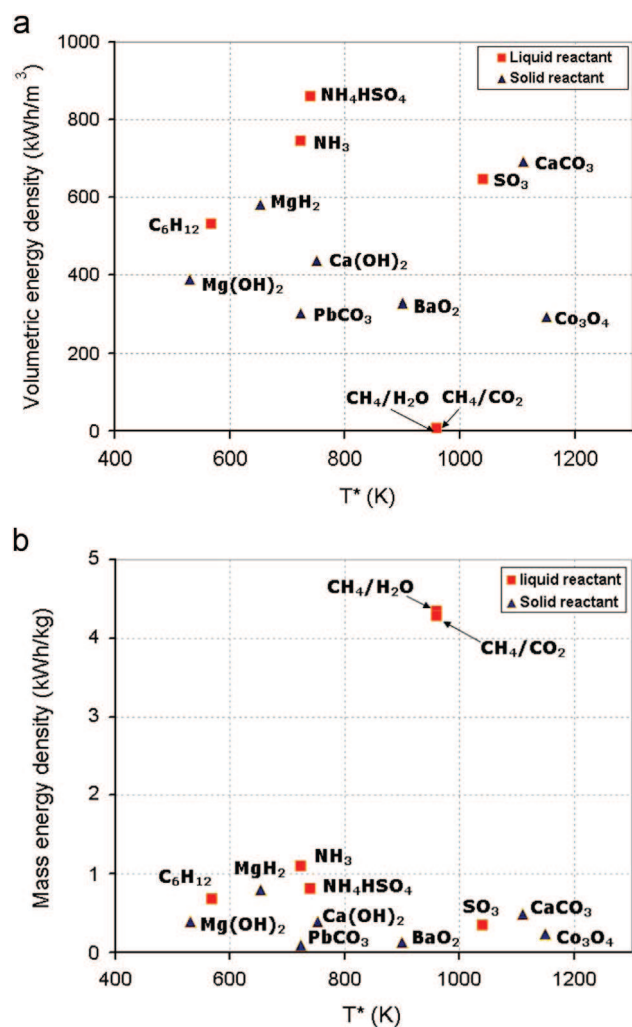 a
Volumetric energy density (kWh/m³)
1000
800
600
400
200
0
Liquid reactant
Solid reactant
NH₄HSO₄
NH₃
CaCO₃
SO₃
MgH₂
C₆H₁₂
Ca(OH)₂
Mg(OH)₂
PbCO₃
BaO₂
Co₃O₄
CH₄/H₂O
CH₄/CO₂
400 600 800 1000 1200
T* (K)
b
Mass energy density (kWh/kg)
5
4
3
2
1
0
liquid reactant
Solid reactant
CH₄/H₂O
CH₄/CO₂
NH₃
MgH₂
C₆H₁₂
NH₄HSO₄
SO₃
CaCO₃
Mg(OH)₂
Ca(OH)₂
PbCO₃
BaO₂
Co₃O₄
400 600 800 1000 1200
T* (K)